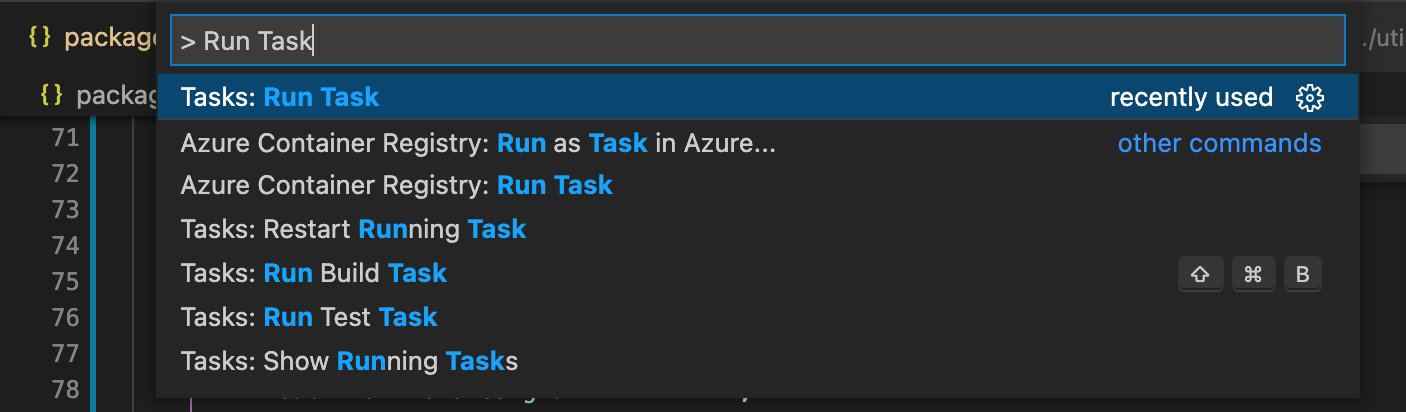 {} package
> Run Task
./uti
{} packag
Tasks: Run Task recently used
71
Azure Container Registry: Run as Task in Azure... other commands
72
Azure Container Registry: Run Task
73
Tasks: Restart Running Task
74
Tasks: Run Build Task ⇧ ⌘ B
75
Tasks: Run Test Task
76
Tasks: Show Running Tasks
77
78